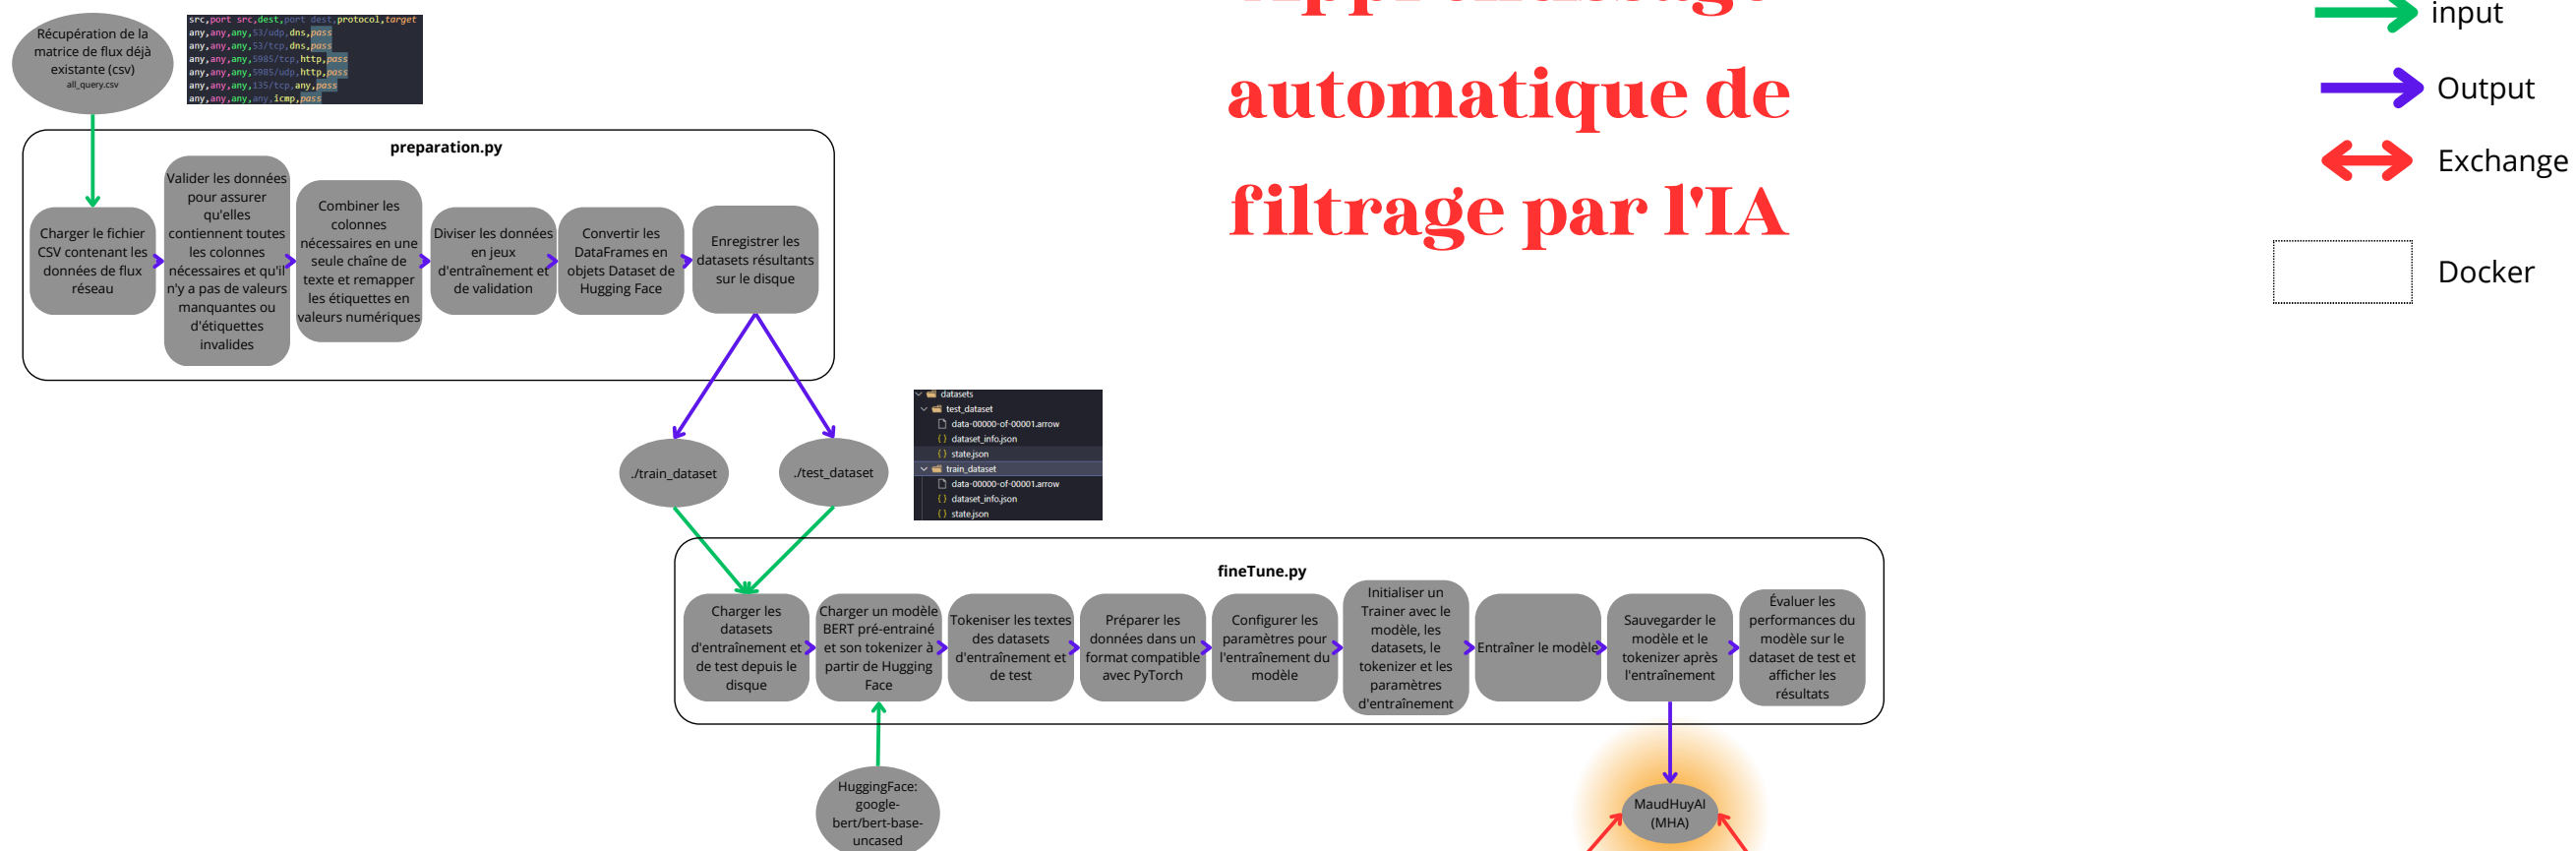 Récupération de la
matrice de flux déjà
existante (csv)
all_query.csv
src,port src,dest,port dest,protocol,target
any,any,any,53/udp,dns,pass
any,any,any,53/tcp,dns,pass
any,any,any,5985/tcp,http,pass
any,any,any,5985/udp,http,pass
any,any,any,135/tcp,any,pass
any,any,any,any,icmp,pass
Apprentissage
automatique de
filtrage par l'IA
input
Output
Exchange
Docker
preparation.py
Charger le fichier
CSV contenant les
données de flux
réseau
Valider les données
pour assurer
qu'elles
contiennent toutes
les colonnes
nécessaires et qu'il
n'y a pas de valeurs
manquantes ou
d'étiquettes
invalides
Combiner les
colonnes
nécessaires en une
seule chaîne de
texte et remapper
les étiquettes en
valeurs numériques
Diviser les données
en jeux
d'entraînement et
de validation
Convertir les
DataFrames en
objets Dataset de
Hugging Face
Enregistrer les
datasets résultants
sur le disque
./train_dataset
./test_dataset
datasets
test_dataset
data-00000-of-00001.arrow
dataset_info.json
state.json
train_dataset
data-00000-of-00001.arrow
dataset_info.json
state.json
fineTune.py
Charger les
datasets
d'entraînement et
de test depuis le
disque
Charger un modèle
BERT pré-entrainé
et son tokenizer à
partir de Hugging
Face
Tokeniser les textes
des datasets
d'entraînement et
de test
Préparer les
données dans un
format compatible
avec PyTorch
Configurer les
paramètres pour
l'entraînement du
modèle
Initialiser un
Trainer avec le
modèle, les
datasets, le
tokenizer et les
paramètres
d'entraînement
Entraîner le modèle
Sauvegarder le
modèle et le
tokenizer après
l'entraînement
Évaluer les
performances du
modèle sur le
dataset de test et
afficher les
résultats
HuggingFace:
google-
bert/bert-base-
uncased
MaudHuyAI
(MHA)